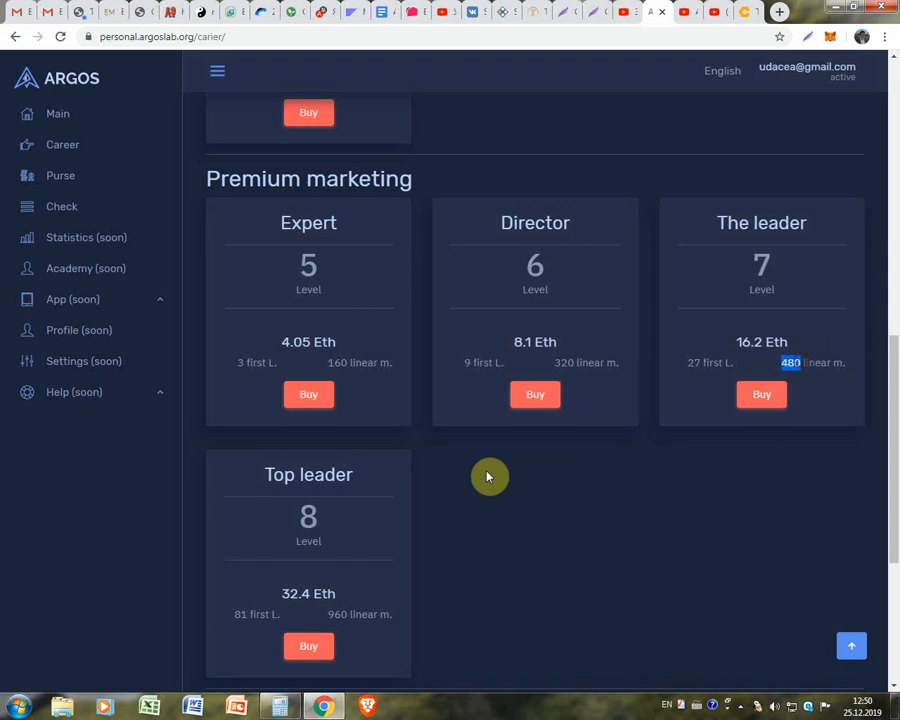 personal.argoslab.org/carier/
ARGOS
English
udacea@gmail.com
active
Main
Career
Purse
Check
Statistics (soon)
Academy (soon)
App (soon)
Profile (soon)
Settings (soon)
Help (soon)
Buy
Premium marketing
Expert
5
Level
4.05 Eth
3 first L. 160 linear m.
Buy
Director
6
Level
8.1 Eth
9 first L. 320 linear m.
Buy
The leader
7
Level
16.2 Eth
27 first L. 480 linear m.
Buy
Top leader
8
Level
32.4 Eth
81 first L. 960 linear m.
Buy
EN
12:50
25.12.2019